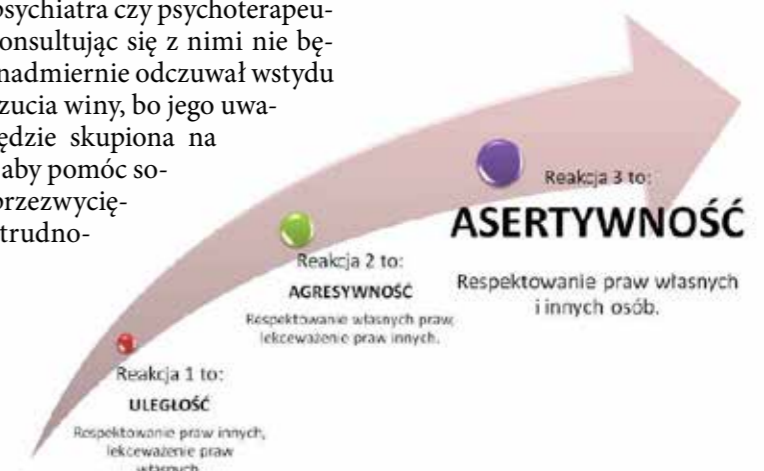 psychiatra czy psychoterapeu-
onsultując się z nimi nie bę-
nadmiernie odczuwał wstydu
zucia winy, bo jego uwa-
ędzie skupiona na
aby pomóc so-
przezwycię-
trudno-
Reakcja 3 to:
ASERTYWNOŚĆ
Respektowanie praw własnych
i innych osób.
Reakcja 2 to:
AGRESYWNOŚĆ
Respektowanie własnych praw,
lekceważenie praw innych.
Reakcja 1 to:
ULEGŁOŚĆ
Respektowanie praw innych,
lekceważenie praw
własnych